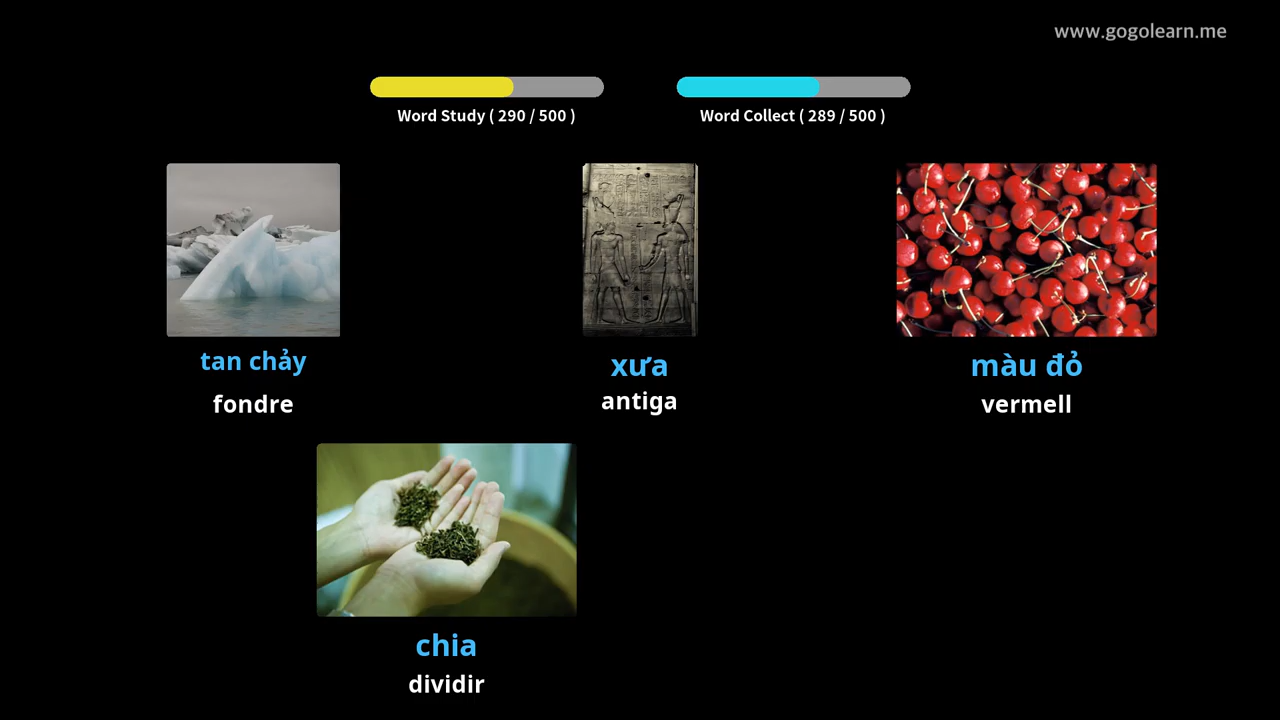 www.gogolearn.me
Word Study ( 290 / 500 )
Word Collect ( 289 / 500 )
tan chảy
fondre
xưa
antiga
màu đỏ
vermell
chia
dividir